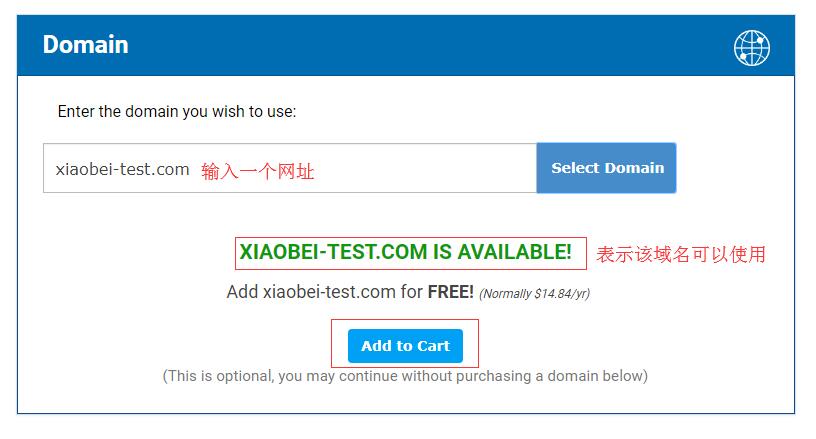 Domain
Enter the domain you wish to use:
xiaobei-test.com 输入一个网址 Select Domain
XIAOBEI-TEST.COM IS AVAILABLE! 表示该域名可以使用
Add xiaobei-test.com for FREE! (Normally $14.84/yr)
Add to Cart
(This is optional, you may continue without purchasing a domain below)